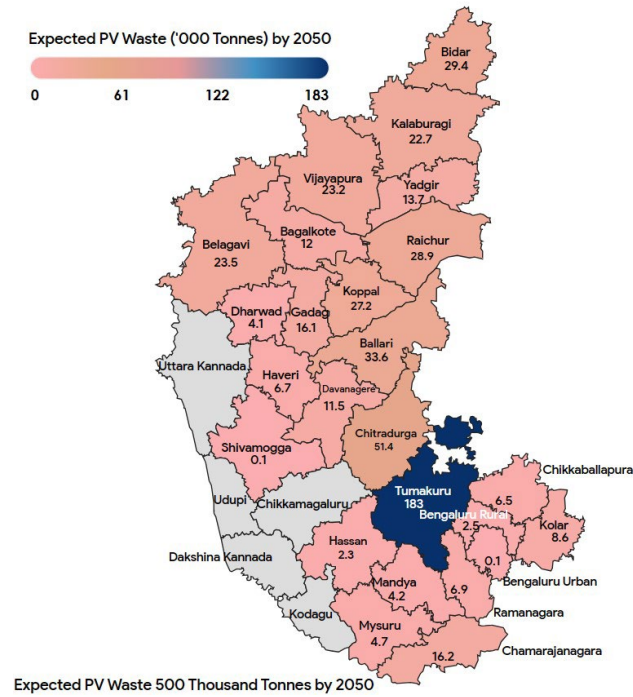 Expected PV Waste ('000 Tonnes) by 2050
0 61 122 183
Bidar
29.4
Kalaburagi
22.7
Vijayapura
23.2
Yadgir
13.7
Bagalkote
12
Belagavi
23.5
Raichur
28.9
Koppal
27.2
Dharwad
4.1
Gadag
16.1
Ballari
33.6
Uttara Kannada
Haveri
6.7
Davanagere
11.5
Chitradurga
51.4
Shivamogga
0.1
Chikkaballapura
6.5
Udupi
Chikkamagaluru
Tumakuru
183
Bengaluru Rural
2.5
Kolar
8.6
Hassan
2.3
Dakshina Kannada
0.1
Bengaluru Urban
Mandya
4.2
6.9
Ramanagara
Kodagu
Mysuru
4.7
Chamarajanagara
16.2
Expected PV Waste 500 Thousand Tonnes by 2050